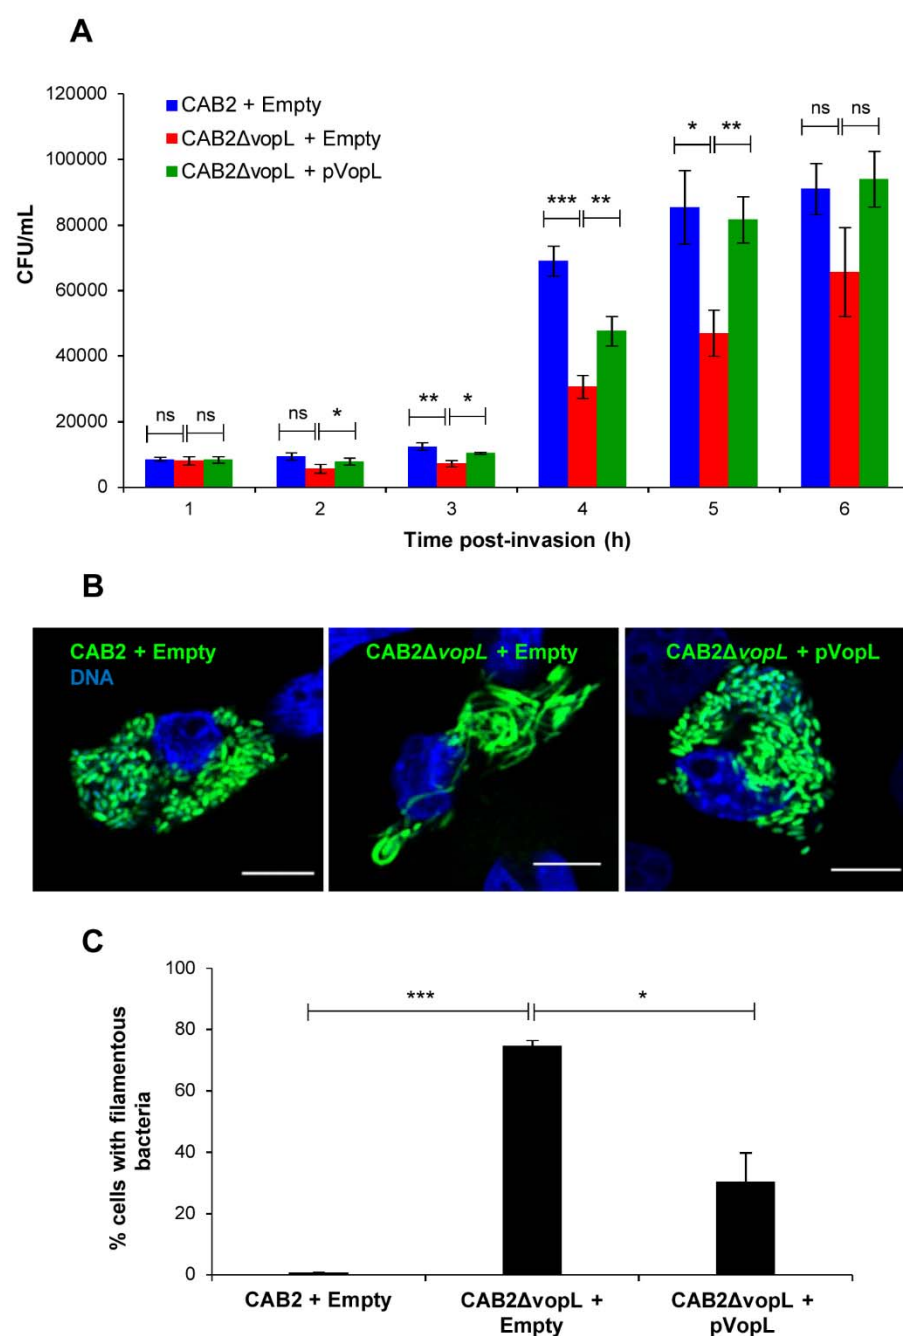 A
120000
100000
80000
60000
40000
20000
0
CFU/mL
CAB2 + Empty
CAB2ΔvopL + Empty
CAB2ΔvopL + pVopL
ns ns
ns *
** *
*** **
* **
ns ns
1 2 3 4 5 6
Time post-invasion (h)
B
CAB2 + Empty
DNA
CAB2ΔvopL + Empty
CAB2ΔvopL + pVopL
C
100
80
60
40
20
0
% cells with filamentous
bacteria
*** *
CAB2 + Empty
CAB2ΔvopL +
Empty
CAB2ΔvopL +
pVopL